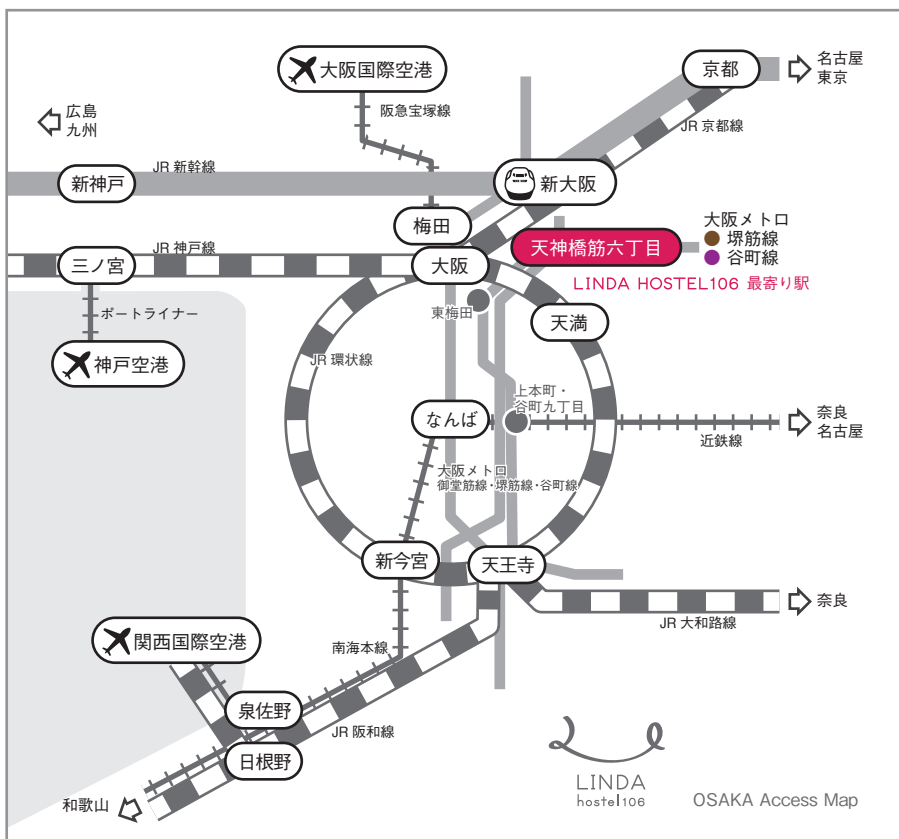 大阪国際空港
京都
名古屋
東京
広島
九州
阪急宝塚線
JR 京都線
JR 新幹線
新神戸
新大阪
梅田
天神橋筋六丁目
大阪メトロ
堺筋線
谷町線
JR 神戸線
三ノ宮
大阪
LINDA HOSTEL106 最寄り駅
東梅田
天満
ポートライナー
神戸空港
JR 環状線
上本町・
谷町九丁目
なんば
奈良
名古屋
近鉄線
大阪メトロ
御堂筋線・堺筋線・谷町線
新今宮
天王寺
奈良
JR 大和路線
関西国際空港
南海本線
泉佐野
JR 阪和線
日根野
和歌山
LINDA
hostel106
OSAKA Access Map